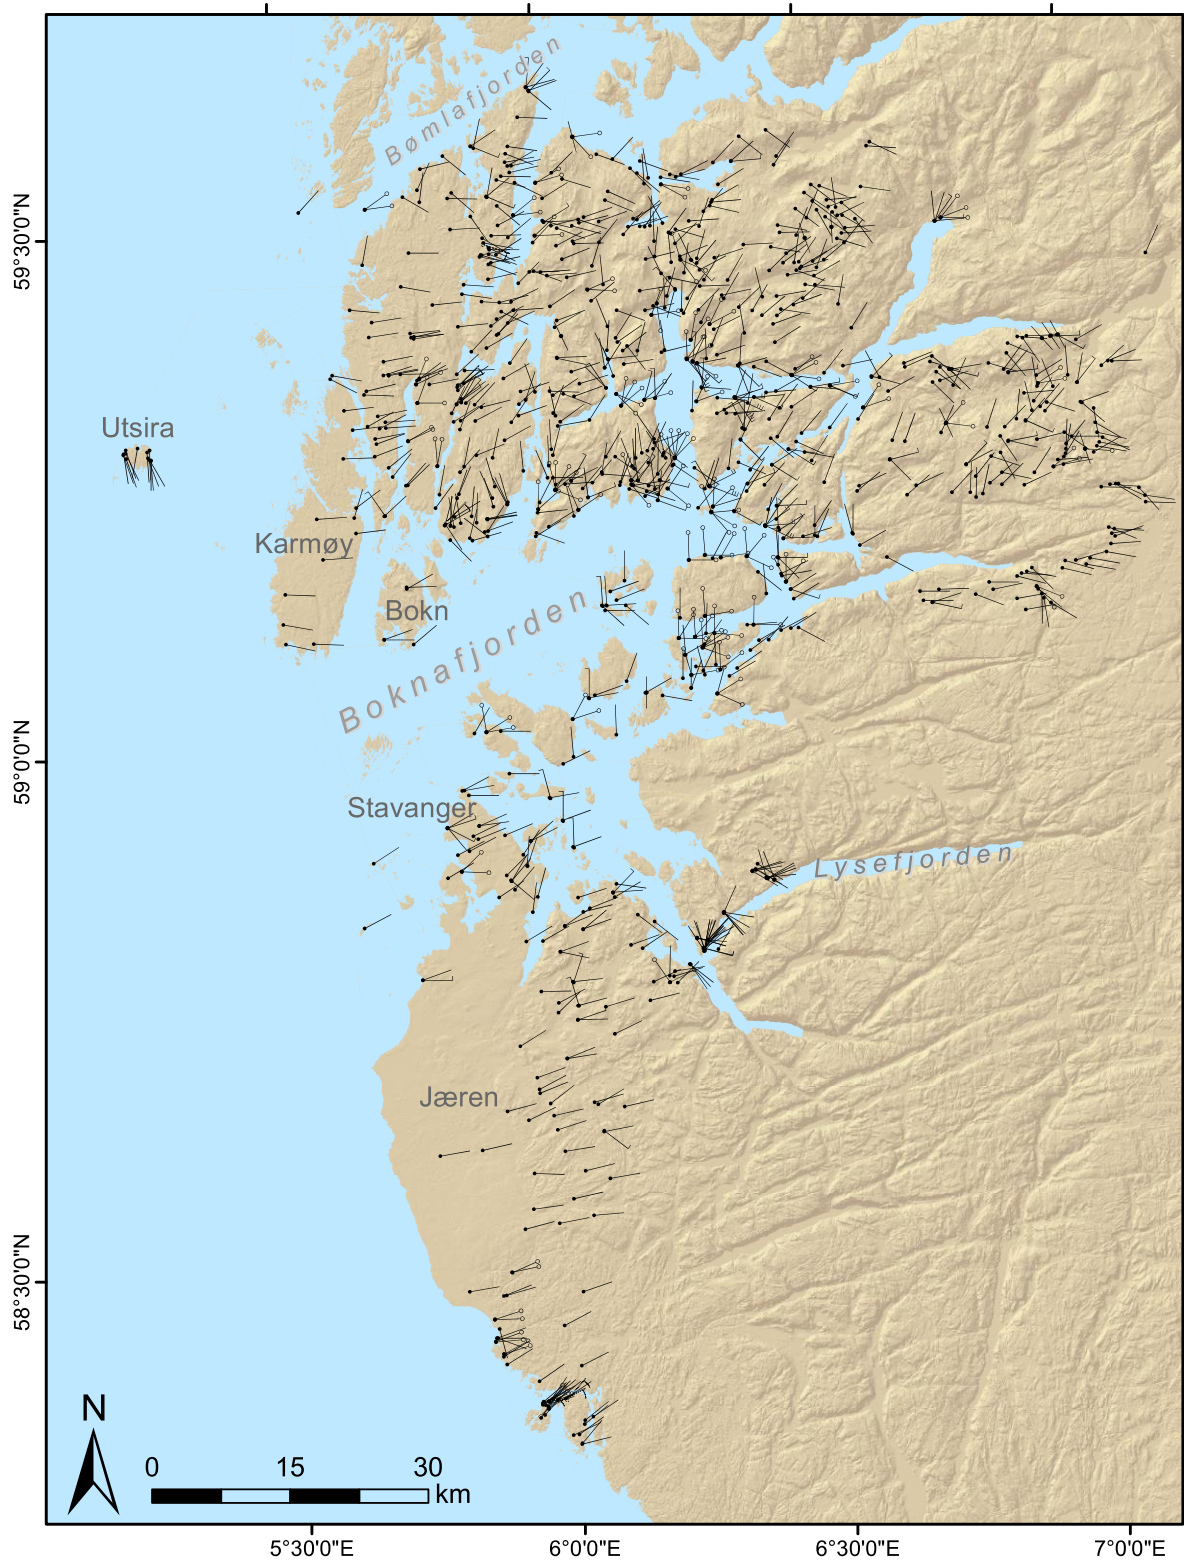 Bømlafjorden
59°30'0"N
Utsira
Karmøy
Bokn
Boknafjorden
59°0'0"N
Stavanger
Lysefjorden
Jæren
58°30'0"N
N
0 15 30
km
5°30'0"E 6°0'0"E 6°30'0"E 7°0'0"E